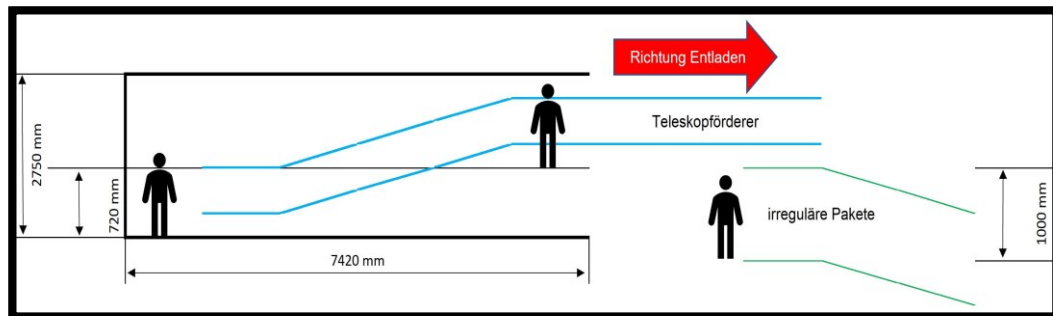 Richtung Entladen
Teleskopförderer
2750 mm
720 mm
irreguläre Pakete
1000 mm
7420 mm